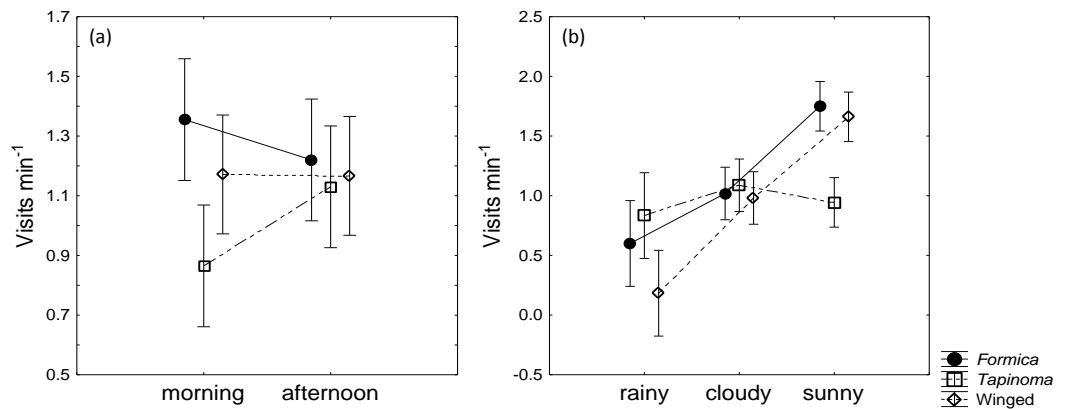 (a)
Visits min-1
1.7
1.5
1.3
1.1
0.9
0.7
0.5
morning afternoon
(b)
Visits min-1
2.5
2.0
1.5
1.0
0.5
0.0
-0.5
rainy cloudy sunny
Formica
Tapinoma
Winged